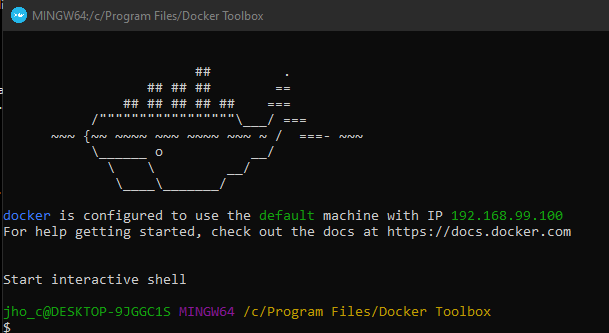 MINGW64:/c/Program Files/Docker Toolbox
## .
## ## ## ==
## ## ## ## ## ===
/"""""""""""""""""\___/ ===
~~~ {~~ ~~~~ ~~~ ~~~~ ~~~ ~ / ===- ~~~
\______ o __/
\ \ __/
\____\_______/
docker is configured to use the default machine with IP 192.168.99.100
For help getting started, check out the docs at https://docs.docker.com
Start interactive shell
jho_c@DESKTOP-9JGGC1S MINGW64 /c/Program Files/Docker Toolbox
$